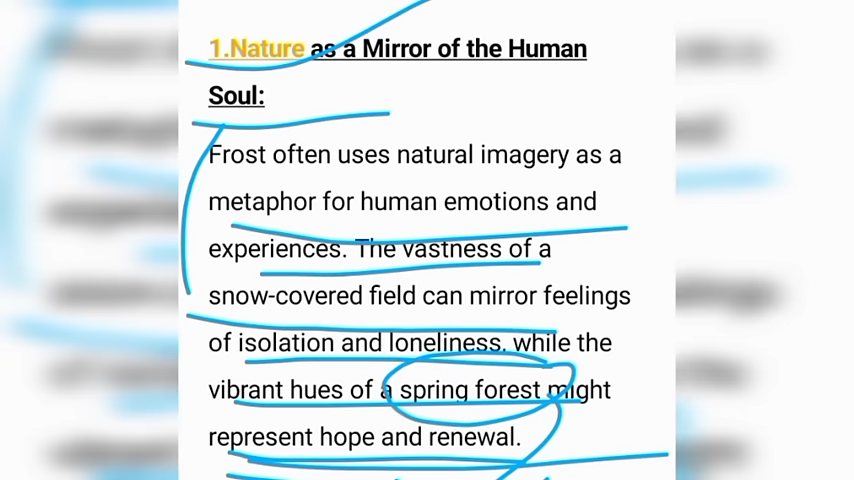 1.Nature as a Mirror of the Human
Soul:
Frost often uses natural imagery as a
metaphor for human emotions and
experiences. The vastness of a
snow-covered field can mirror feelings
of isolation and loneliness, while the
vibrant hues of a spring forest might
represent hope and renewal.